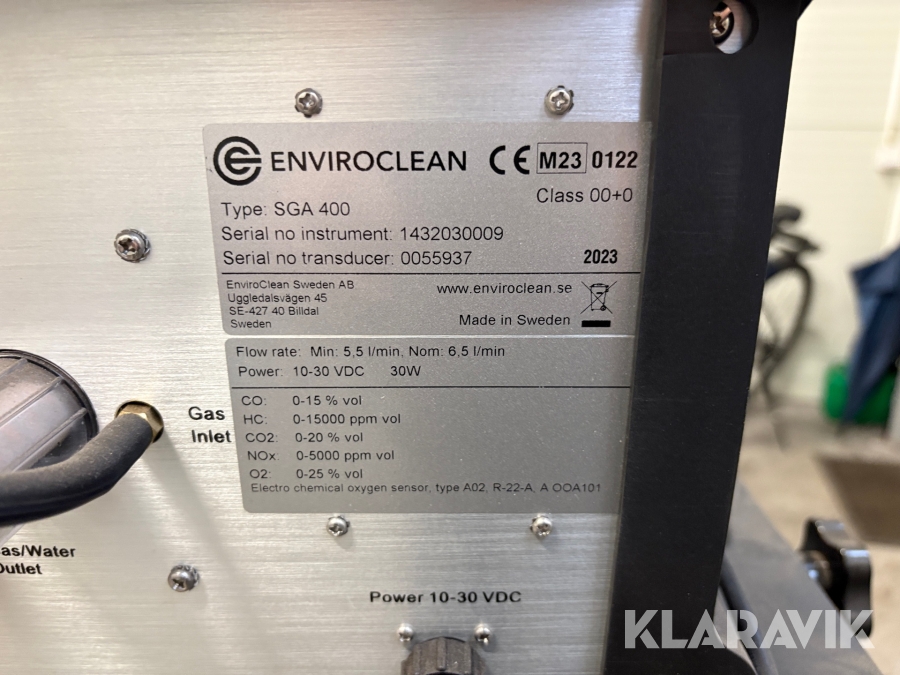 ENVIROCLEAN CE M23 0122
Class 00+0
Type: SGA 400
Serial no instrument: 1432030009
Serial no transducer: 0055937 2023
EnviroClean Sweden AB
Uggledalsvägen 45
SE-427 40 Billdal
Sweden
www.enviroclean.se
Made in Sweden
Flow rate: Min: 5,5 l/min, Nom: 6,5 l/min
Power: 10-30 VDC 30W
CO: 0-15 % vol
HC: 0-15000 ppm vol
CO2: 0-20 % vol
NOx: 0-5000 ppm vol
O2: 0-25 % vol
Electro chemical oxygen sensor, type A02, R-22-A, A OOA101
Gas
Inlet
as/Water
Outlet
Power 10-30 VDC
KLARAVIK